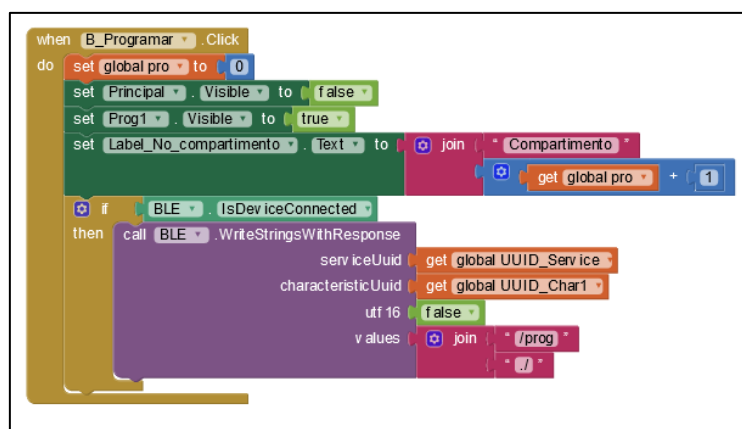 when B_Programar .Click
do set global pro to 0
set Principal . Visible to false
set Prog1 . Visible to true
set Label_No_compartimento . Text to join " Compartimento "
get global pro + 1
if BLE . IsDeviceConnected
then call BLE .WriteStringsWithResponse
serviceUuid get global UUID_Service
characteristicUuid get global UUID_Char1
utf16 false
values join " /prog "
" ./ "